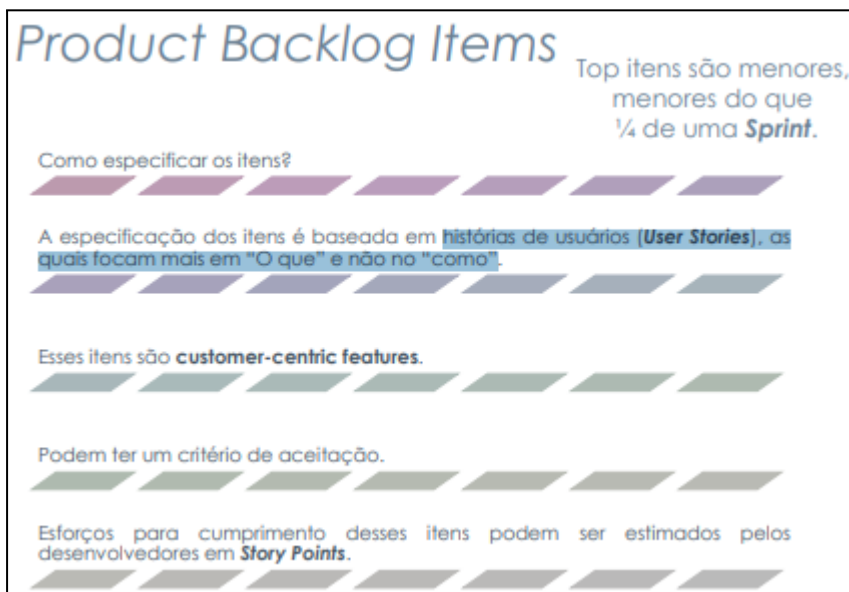 Product Backlog Items
Top itens são menores,
menores do que
¼ de uma Sprint.
Como especificar os itens?
A especificação dos itens é baseada em histórias de usuários (User Stories), as
quais focam mais em “O que” e não no “como”.
Esses itens são customer-centric features.
Podem ter um critério de aceitação.
Esforços para cumprimento desses itens podem ser estimados pelos
desenvolvedores em Story Points.